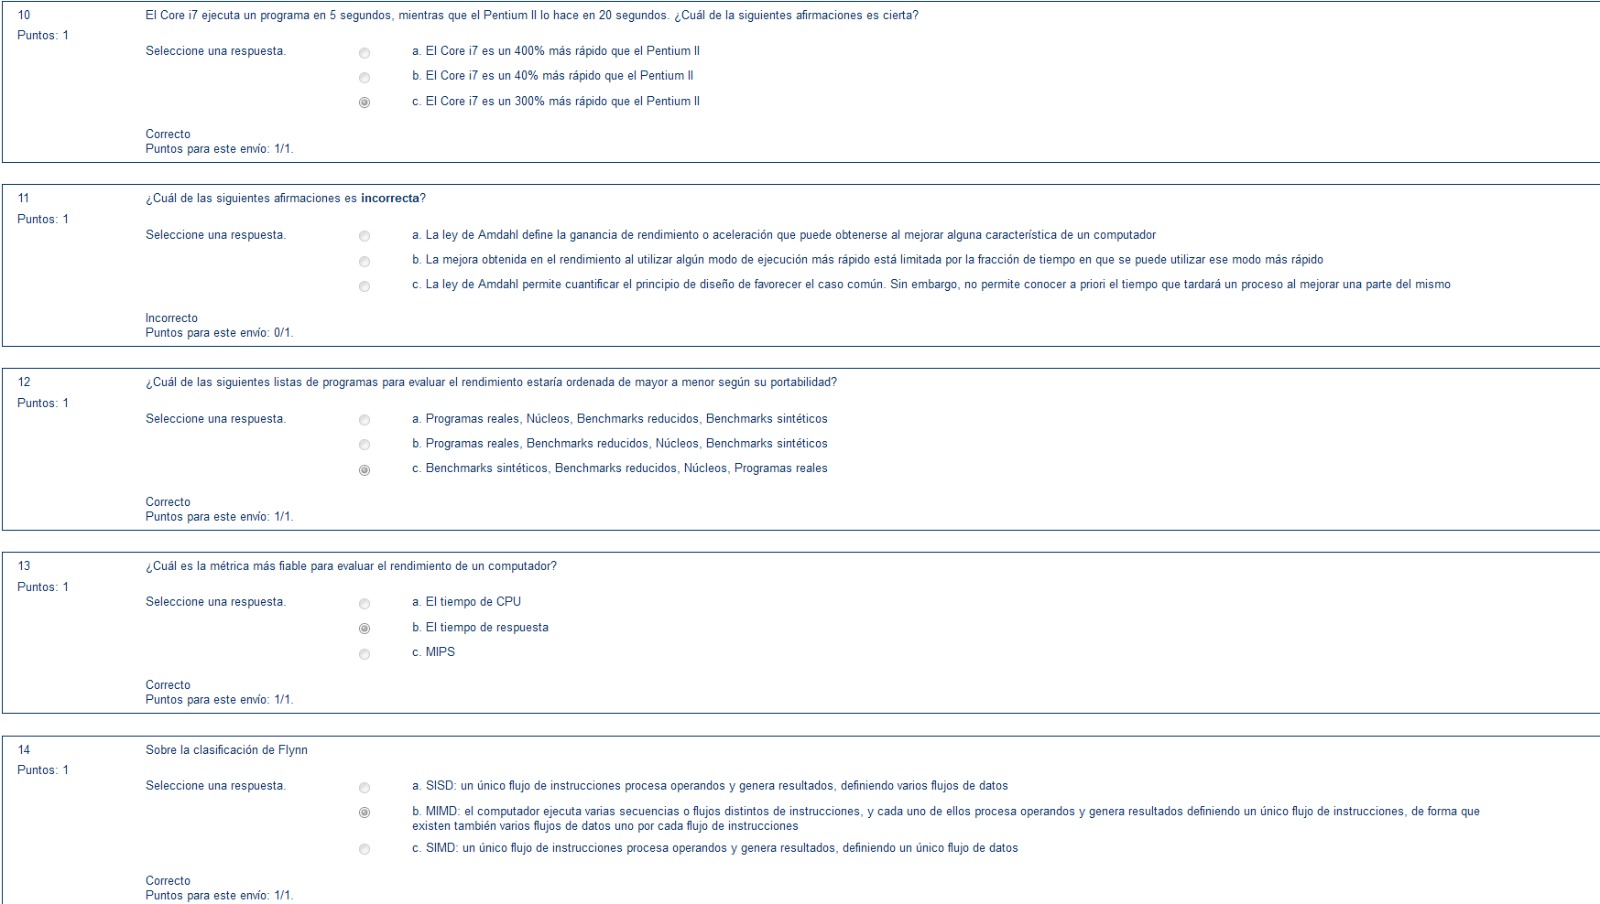 10
El Core i7 ejecuta un programa en 5 segundos, mientras que el Pentium II lo hace en 20 segundos. ¿Cuál de la siguientes afirmaciones es cierta?
Puntos: 1
Seleccione una respuesta.
a. El Core i7 es un 400% más rápido que el Pentium II
b. El Core i7 es un 40% más rápido que el Pentium II
c. El Core i7 es un 300% más rápido que el Pentium II
Correcto
Puntos para este envío: 1/1.
11
¿Cuál de las siguientes afirmaciones es incorrecta?
Puntos: 1
Seleccione una respuesta.
a. La ley de Amdahl define la ganancia de rendimiento o aceleración que puede obtenerse al mejorar alguna característica de un computador
b. La mejora obtenida en el rendimiento al utilizar algún modo de ejecución más rápido está limitada por la fracción de tiempo en que se puede utilizar ese modo más rápido
c. La ley de Amdahl permite cuantificar el principio de diseño de favorecer el caso común. Sin embargo, no permite conocer a priori el tiempo que tardará un proceso al mejorar una parte del mismo
Incorrecto
Puntos para este envío: 0/1.
12
¿Cuál de las siguientes listas de programas para evaluar el rendimiento estaría ordenada de mayor a menor según su portabilidad?
Puntos: 1
Seleccione una respuesta.
a. Programas reales, Núcleos, Benchmarks reducidos, Benchmarks sintéticos
b. Programas reales, Benchmarks reducidos, Núcleos, Benchmarks sintéticos
c. Benchmarks sintéticos, Benchmarks reducidos, Núcleos, Programas reales
Correcto
Puntos para este envío: 1/1.
13
¿Cuál es la métrica más fiable para evaluar el rendimiento de un computador?
Puntos: 1
Seleccione una respuesta.
a. El tiempo de CPU
b. El tiempo de respuesta
c. MIPS
Correcto
Puntos para este envío: 1/1.
14
Sobre la clasificación de Flynn
Puntos: 1
Seleccione una respuesta.
a. SISD: un único flujo de instrucciones procesa operandos y genera resultados, definiendo varios flujos de datos
b. MIMD: el computador ejecuta varias secuencias o flujos distintos de instrucciones, y cada uno de ellos procesa operandos y genera resultados definiendo un único flujo de instrucciones, de forma que
existen también varios flujos de datos uno por cada flujo de instrucciones
c. SIMD: un único flujo de instrucciones procesa operandos y genera resultados, definiendo un único flujo de datos
Correcto
Puntos para este envío: 1/1.